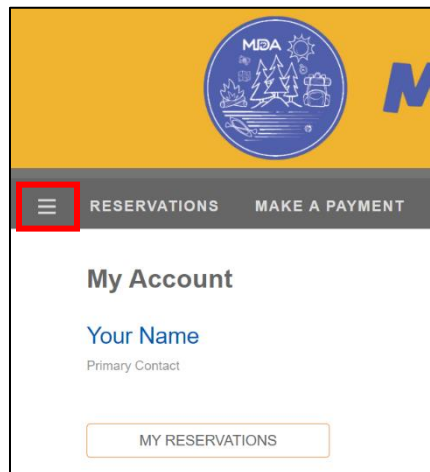 MDA
M
RESERVATIONS MAKE A PAYMENT
My Account
Your Name
Primary Contact
MY RESERVATIONS